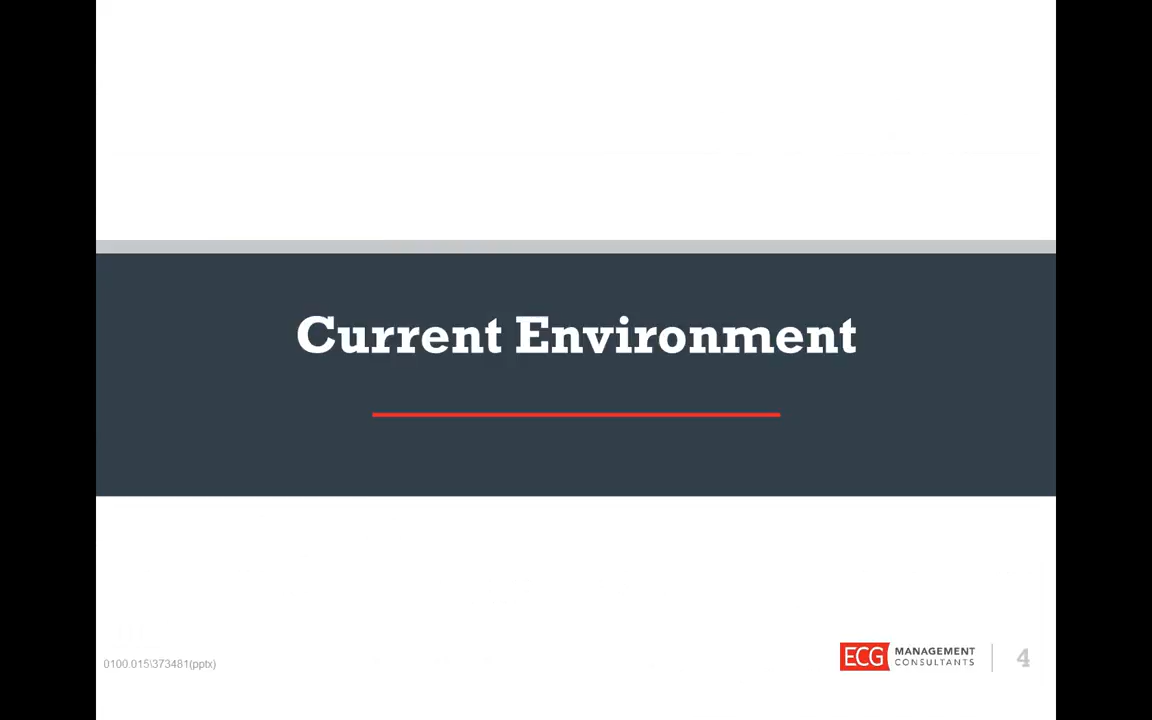 Current Environment
0100.015\373481(pptx)
ECG MANAGEMENT
CONSULTANTS
4